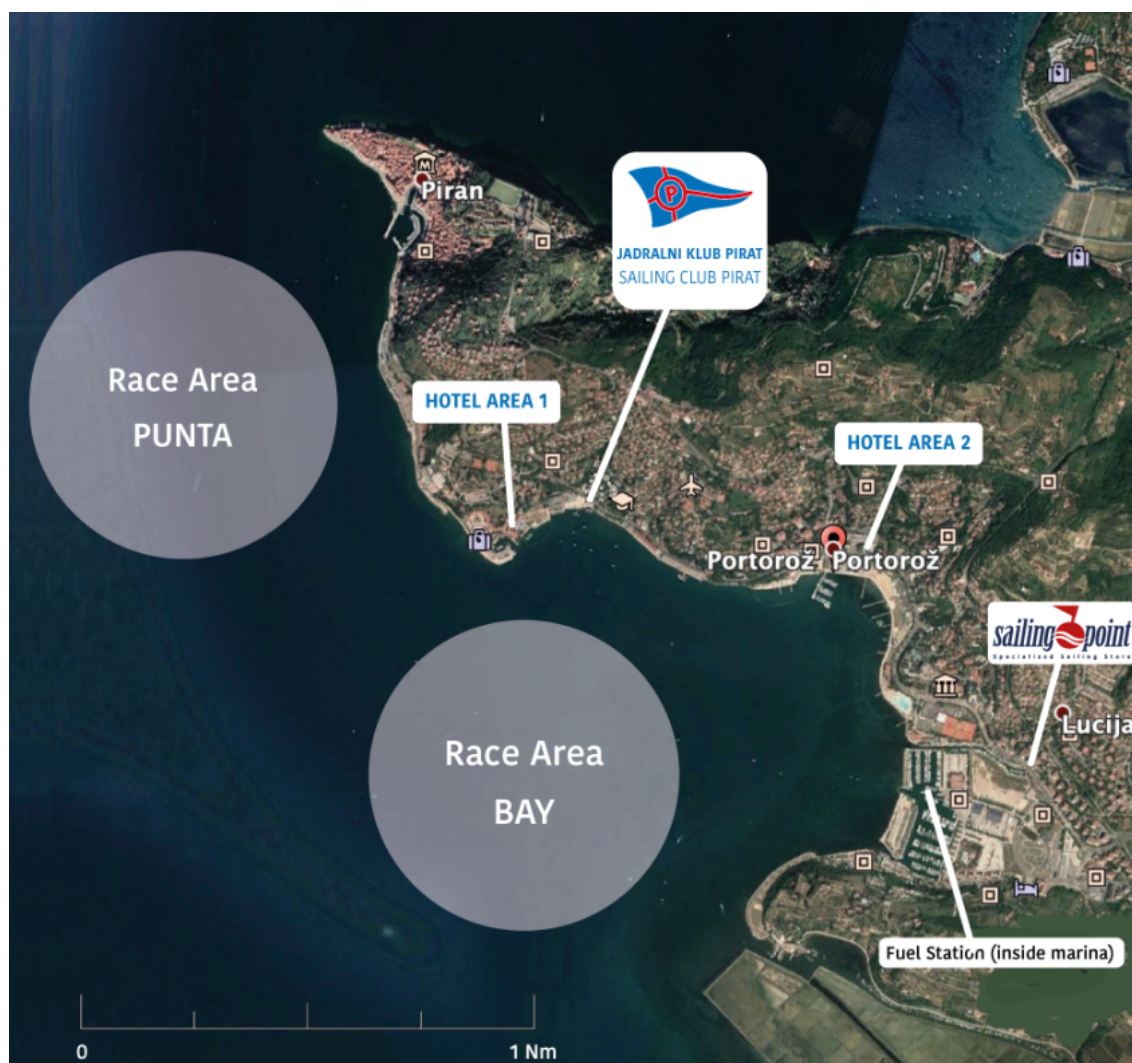 Piran
P
JADRALNI KLUB PIRAT
SAILING CLUB PIRAT
Race Area
PUNTA
HOTEL AREA 1
HOTEL AREA 2
Portorož Portorož
sailing point
Specialized Sailing Store
Lucija
Race Area
BAY
Fuel Station (inside marina)
0 1 Nm